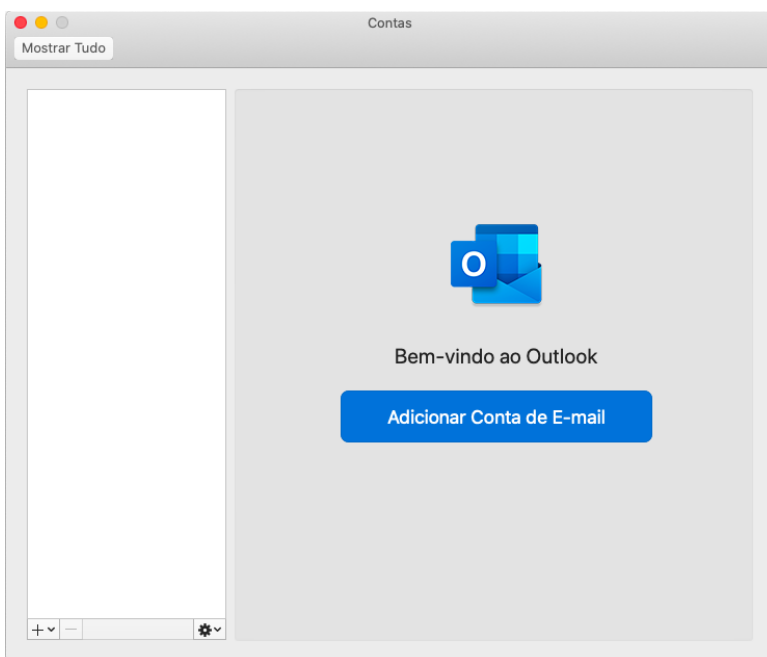 Contas
Mostrar Tudo
O
Bem-vindo ao Outlook
Adicionar Conta de E-mail